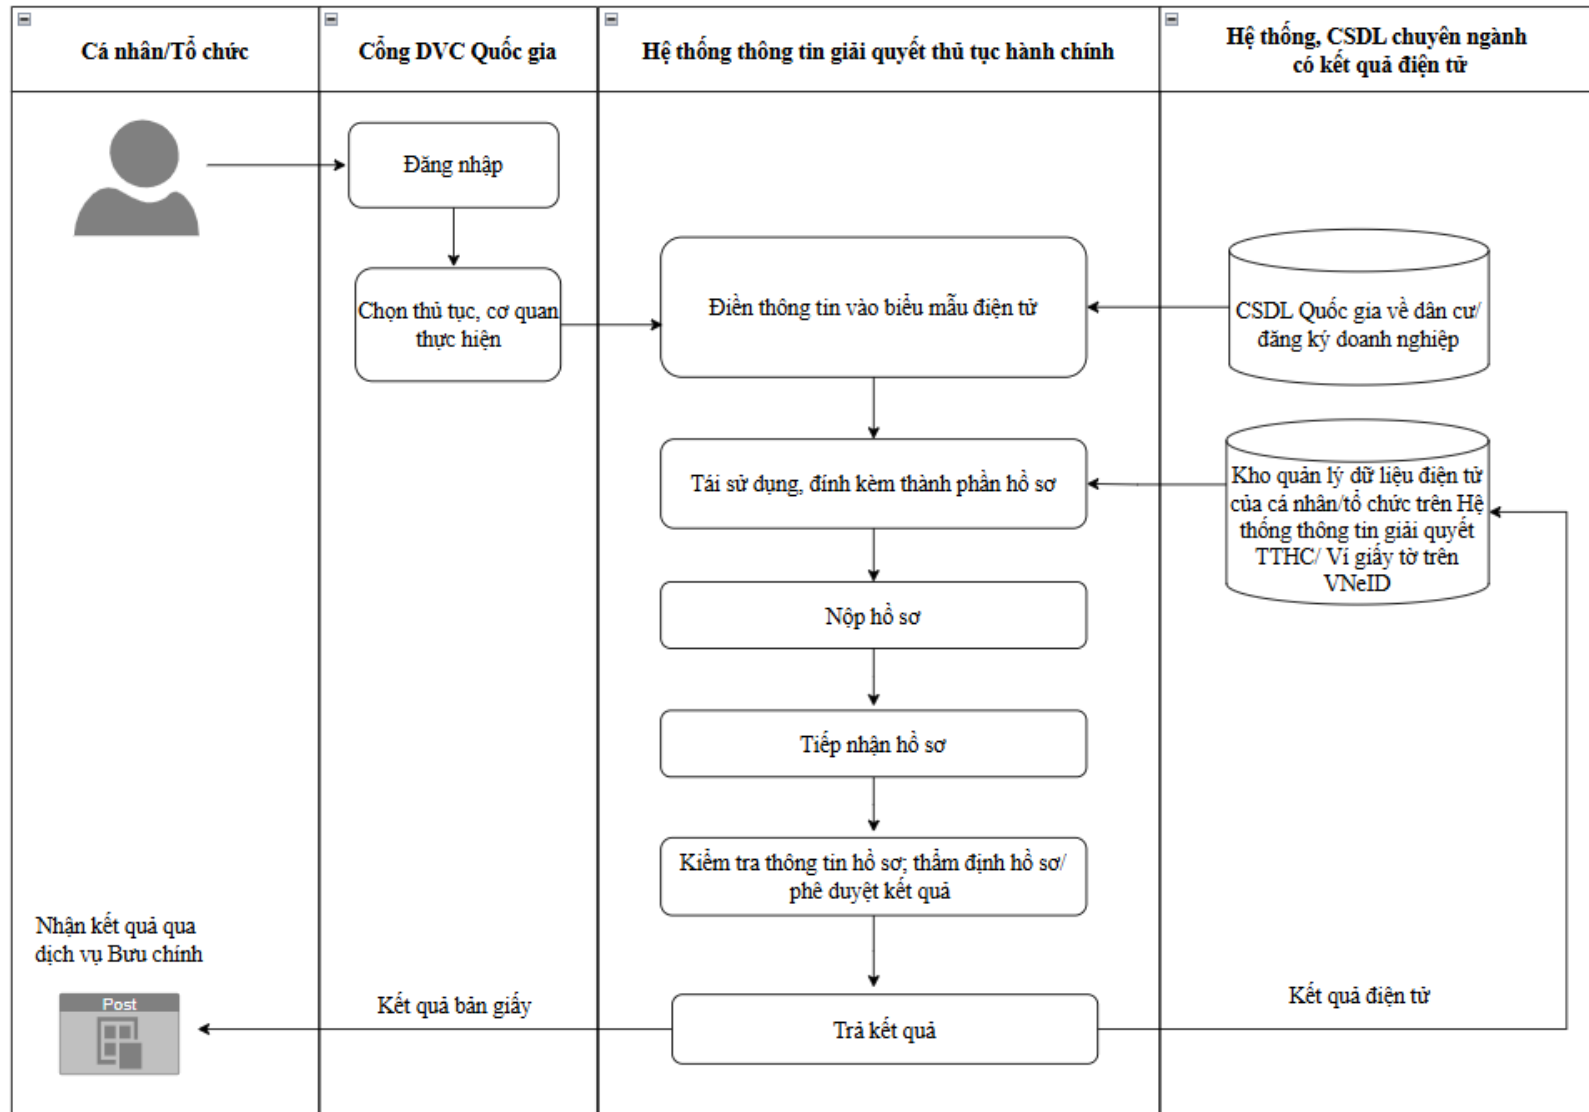 Cá nhân/Tổ chức
Cổng DVC Quốc gia
Hệ thống thông tin giải quyết thủ tục hành chính
Hệ thống, CSDL chuyên ngành
có kết quả điện tử
Đăng nhập
Chọn thủ tục, cơ quan
thực hiện
Điền thông tin vào biểu mẫu điện tử
CSDL Quốc gia về dân cư/
đăng ký doanh nghiệp
Tái sử dụng, đính kèm thành phần hồ sơ
Kho quản lý dữ liệu điện tử
của cá nhân/tổ chức trên Hệ
thống thông tin giải quyết
TTHC/ Ví giấy tờ trên
VNeID
Nộp hồ sơ
Tiếp nhận hồ sơ
Kiểm tra thông tin hồ sơ; thẩm định hồ sơ/
phê duyệt kết quả
Nhận kết quả qua
dịch vụ Bưu chính
Post
Kết quả bản giấy
Trả kết quả
Kết quả điện tử